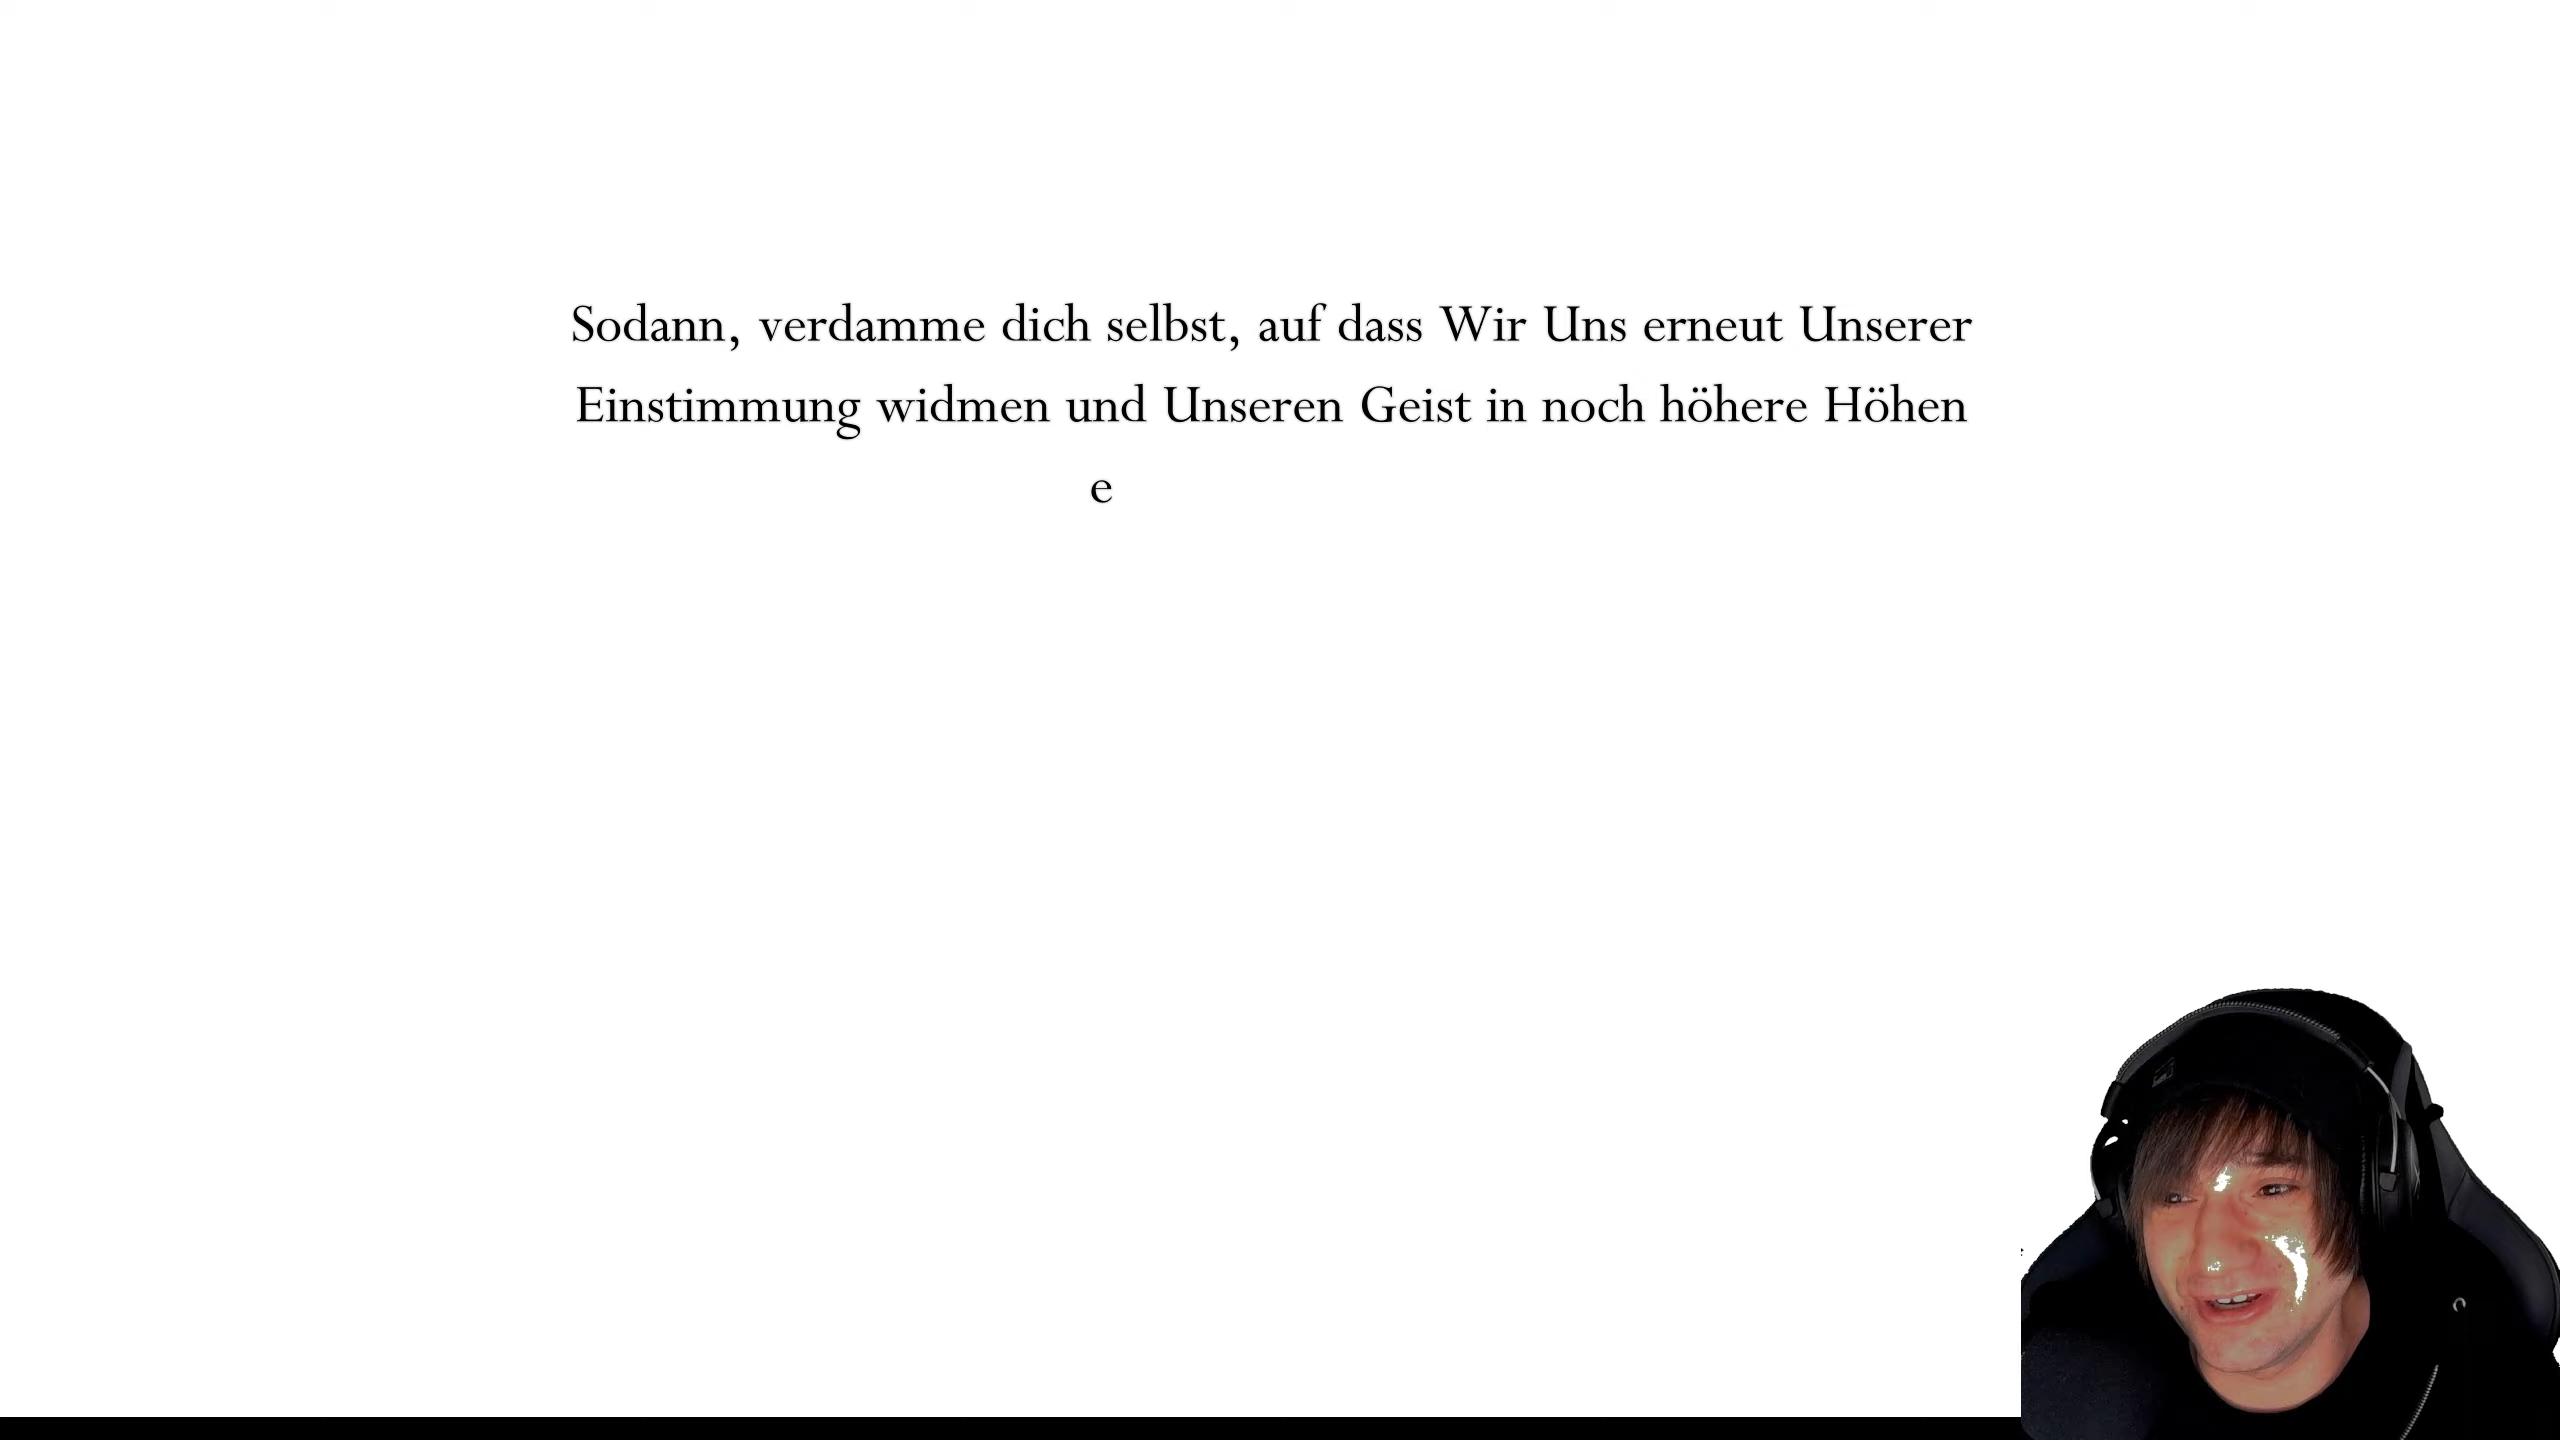 Sodann, verdamme dich selbst, auf dass Wir Uns erneut Unserer
Einstimmung widmen und Unseren Geist in noch höhere Höhen
e